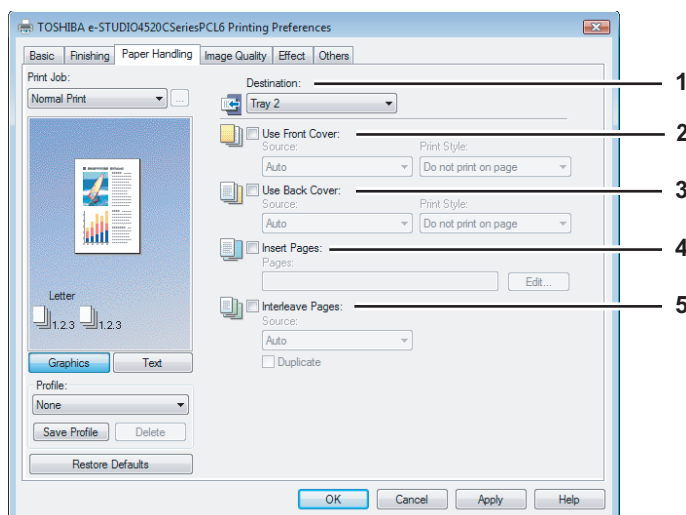 TOSHIBA e-STUDIO4520CSeriesPCL6 Printing Preferences
Basic Finishing Paper Handling Image Quality Effect Others
Print Job:
Normal Print
...
Destination:
Tray 2
1
Use Front Cover:
2
Source: Print Style:
Auto Do not print on page
Use Back Cover:
3
Source: Print Style:
Auto Do not print on page
Insert Pages:
4
Pages:
Edit...
Interleave Pages:
5
Source:
Auto
Duplicate
Letter
1.2.3 1.2.3
Graphics Text
Profile:
None
Save Profile Delete
Restore Defaults
OK Cancel Apply Help